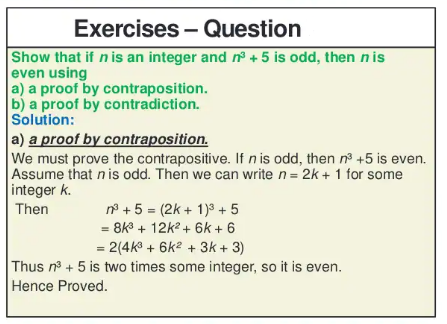 Exercises – Question
Show that if n is an integer and n³ + 5 is odd, then n is
even using
a) a proof by contraposition.
b) a proof by contradiction.
Solution:
a) a proof by contraposition.
We must prove the contrapositive. If n is odd, then n³ +5 is even.
Assume that n is odd. Then we can write n = 2k + 1 for some
integer k.
Then n³ + 5 = (2k + 1)³ + 5
= 8k³ + 12k² + 6k + 6
= 2(4k³ + 6k² + 3k + 3)
Thus n³ + 5 is two times some integer, so it is even.
Hence Proved.